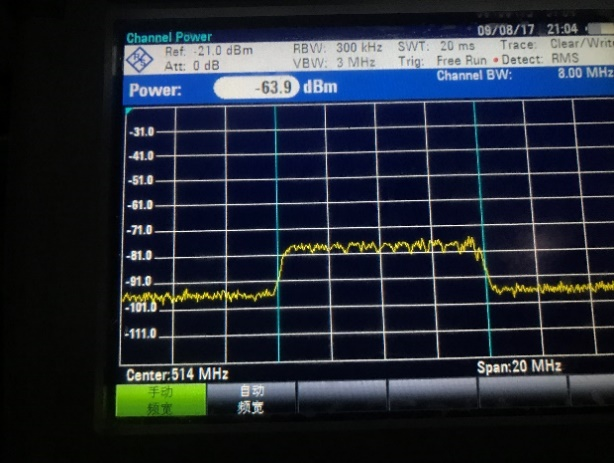 09/08/17 21:04
Channel Power
Ref: -21.0 dBm RBW: 300 kHz SWT: 20 ms Trace: Clear/Write
Att: 0 dB VBW: 3 MHz Trig: Free Run Detect: RMS
Power: -63.9 dBm Channel BW: 8.00 MHz
-31.0
-41.0
-51.0
-61.0
-71.0
-81.0
-91.0
-101.0
-111.0
Center:514 MHz Span:20 MHz
手动 自动
频宽 频宽